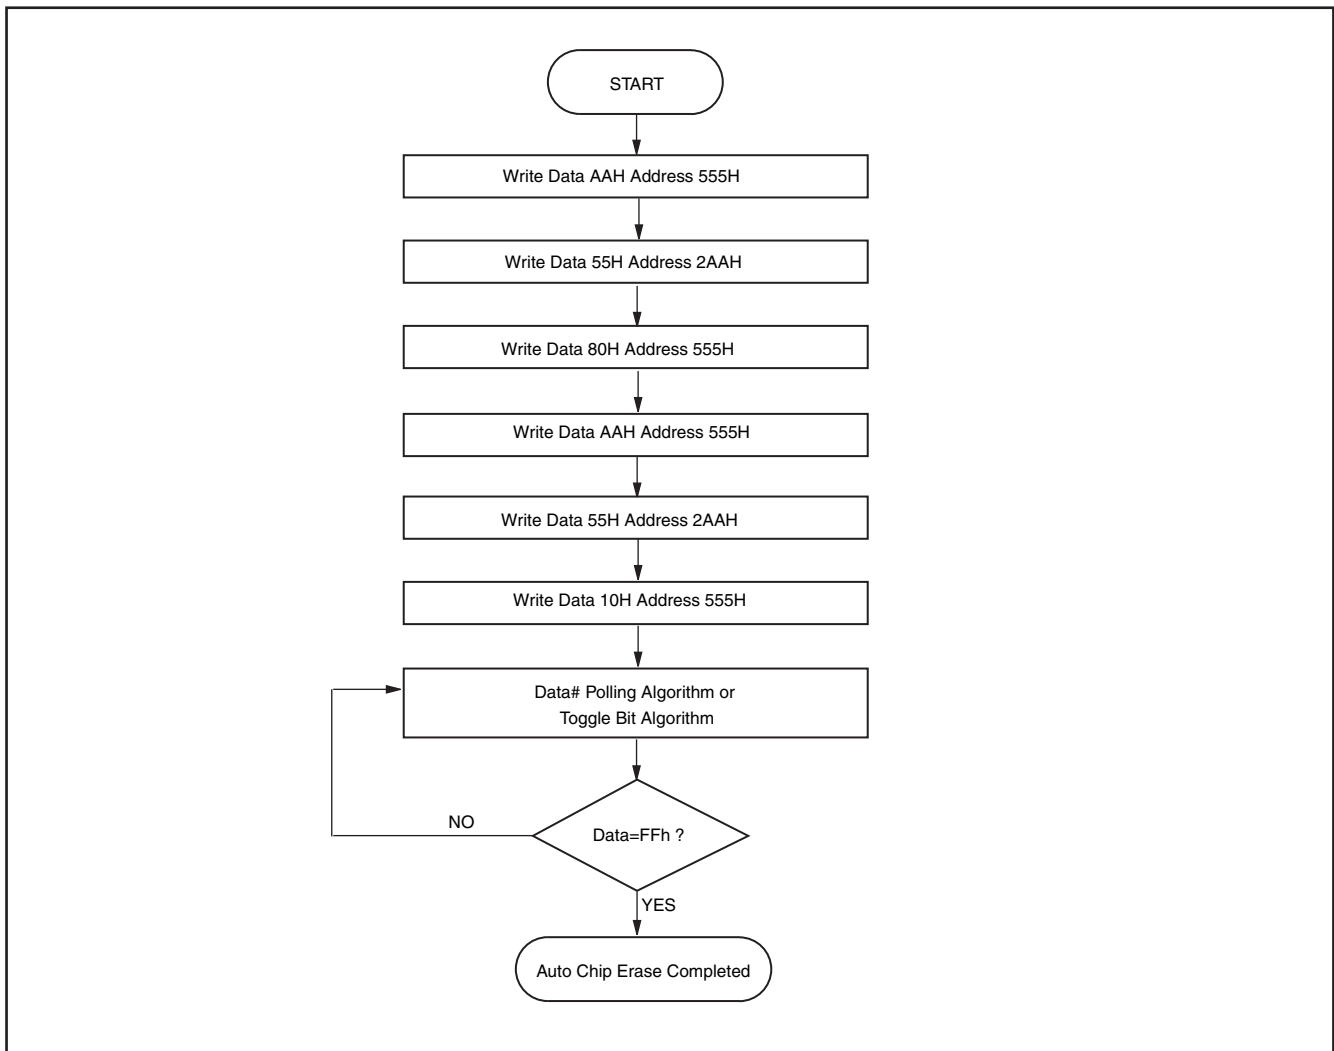 START
Write Data AAH Address 555H
Write Data 55H Address 2AAH
Write Data 80H Address 555H
Write Data AAH Address 555H
Write Data 55H Address 2AAH
Write Data 10H Address 555H
Data# Polling Algorithm or
Toggle Bit Algorithm
NO
Data=FFh ?
YES
Auto Chip Erase Completed